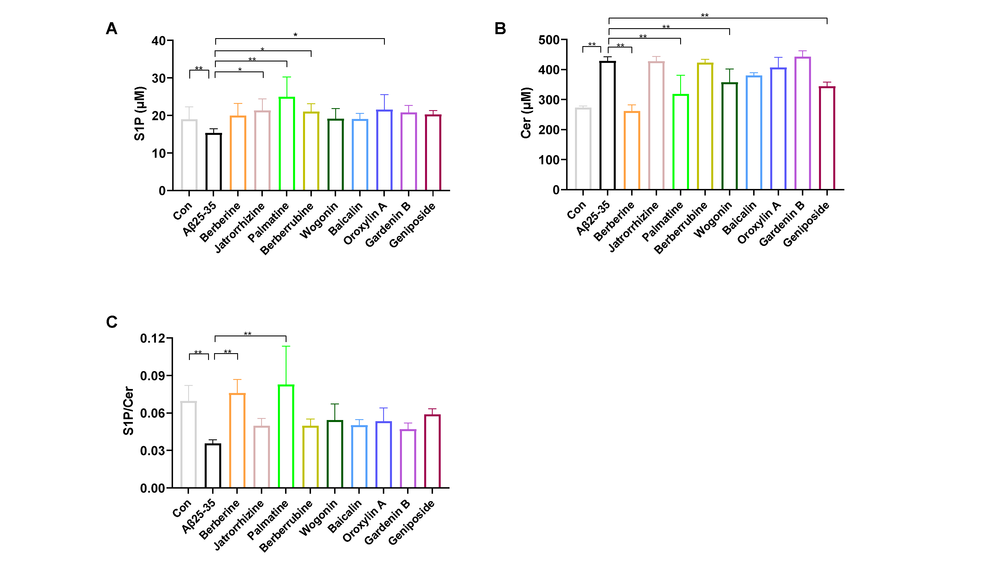 A
*
*
**
**
*
40
30
20
10
0
S1P (μM)
Con
Aβ25-35
Berberine
Jatrorrhizine
Palmatine
Berberrubine
Wogonin
Baicalin
Oroxylin A
Gardenin B
Geniposide
B
**
**
**
**
**
500
400
300
200
100
0
Cer (μM)
Con
Aβ25-35
Berberine
Jatrorrhizine
Palmatine
Berberrubine
Wogonin
Baicalin
Oroxylin A
Gardenin B
Geniposide
C
**
**
**
0.12
0.09
0.06
0.03
0.00
S1P/Cer
Con
Aβ25-35
Berberine
Jatrorrhizine
Palmatine
Berberrubine
Wogonin
Baicalin
Oroxylin A
Gardenin B
Geniposide